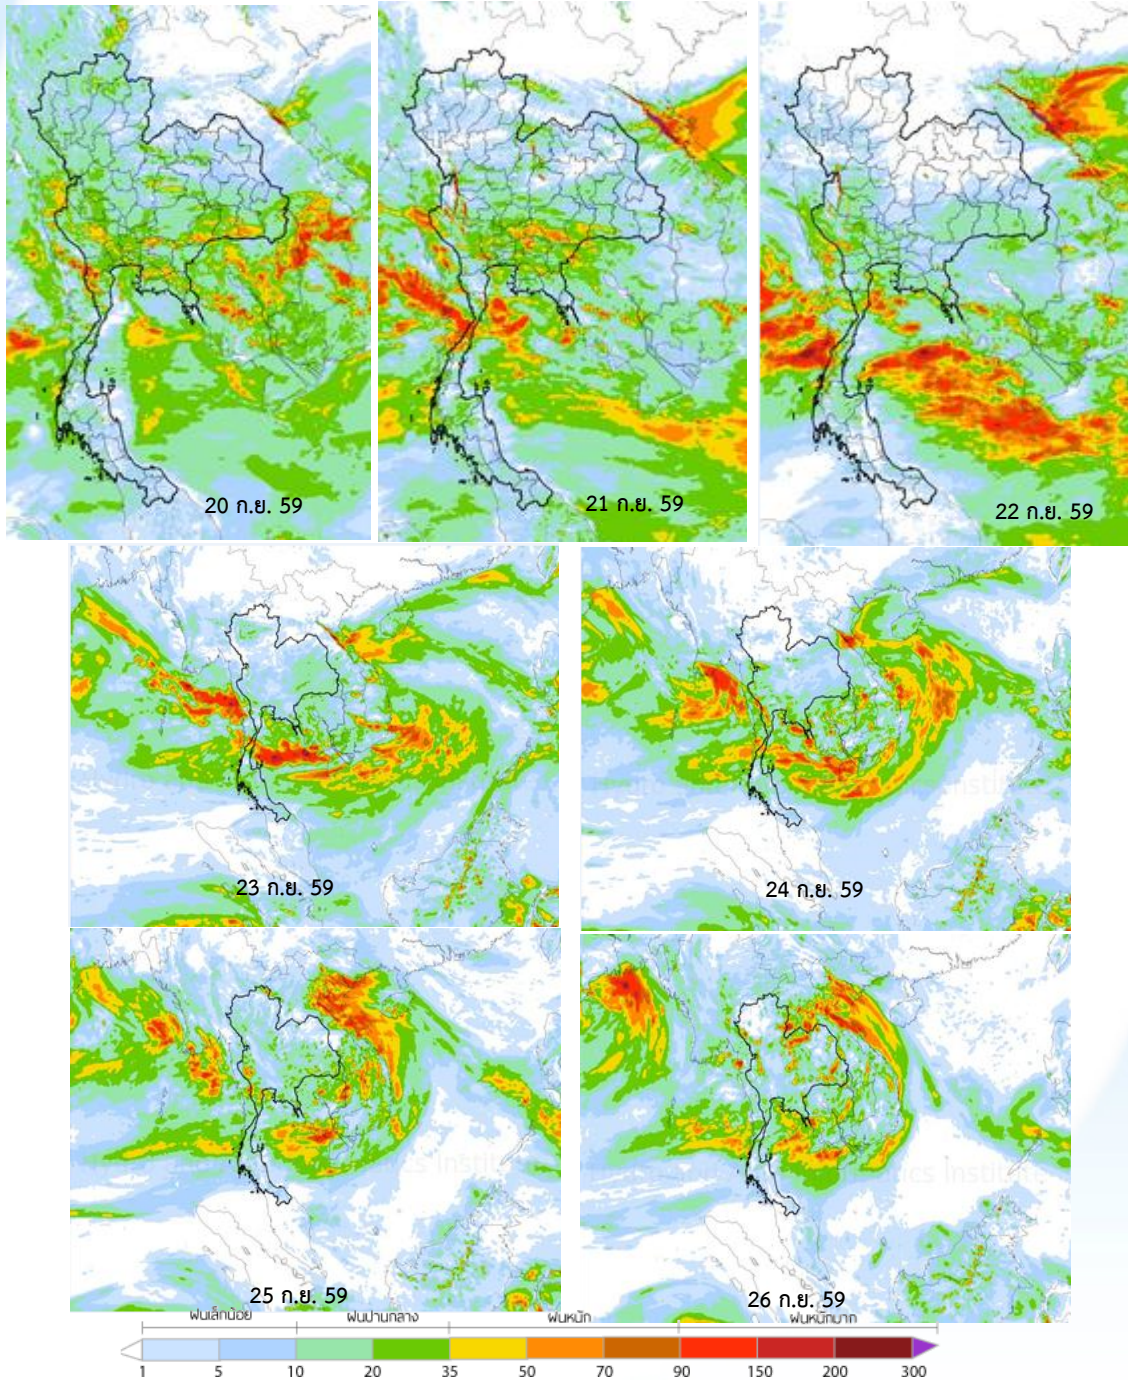 20 ก.ย. 59
21 ก.ย. 59
22 ก.ย. 59
23 ก.ย. 59
24 ก.ย. 59
25 ก.ย. 59
26 ก.ย. 59
ฝนเล็กน้อย ฝนปานกลาง ฝนหนัก ฝนหนักมาก
1 5 10 20 35 50 70 90 150 200 300